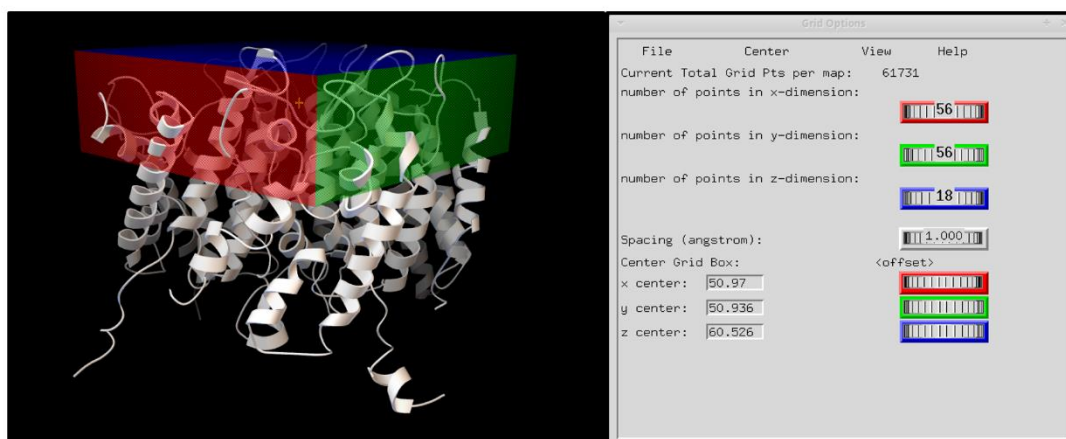 Grid Options
File Center View Help
Current Total Grid Pts per map: 61731
number of points in x-dimension:
56
number of points in y-dimension:
56
number of points in z-dimension:
18
Spacing (angstrom): 1.000
Center Grid Box: <offset>
x center: 50.97
y center: 50.936
z center: 60.526